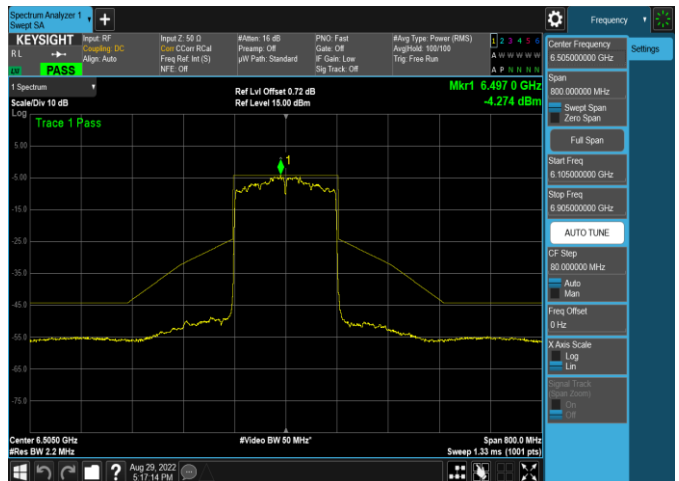 Spectrum Analyzer 1
Swept SA
Frequency
KEYSIGHT
R L
PASS
Input: RF
Coupling: DC
Align: Auto
Input Z: 50 Ω
Corr CCorr RCal
Freq Ref: Int (S)
NFE: Off
#Atten: 16 dB
Preamp: Off
µW Path: Standard
PNO: Fast
Gate: Off
IF Gain: Low
Sig Track: Off
#Avg Type: Power (RMS)
Avg|Hold: 100/100
Trig: Free Run
1 2 3 4 5 6
A W W W W W
A P N N N N
1 Spectrum
Scale/Div 10 dB
Ref Lvl Offset 0.72 dB
Ref Level 15.00 dBm
Mkr1 6.497 0 GHz
-4.274 dBm
Log
Trace 1 Pass
1
5.00
-5.00
-15.0
-25.0
-35.0
-45.0
-55.0
-65.0
-75.0
Center 6.5050 GHz
#Res BW 2.2 MHz
#Video BW 50 MHz*
Span 800.0 MHz
Sweep 1.33 ms (1001 pts)
Aug 29, 2022
5:17:14 PM
Center Frequency
6.505000000 GHz
Settings
Span
800.000000 MHz
Swept Span
Zero Span
Full Span
Start Freq
6.105000000 GHz
Stop Freq
6.905000000 GHz
AUTO TUNE
CF Step
80.000000 MHz
Auto
Man
Freq Offset
0 Hz
X Axis Scale
Log
Lin
Signal Track
(Span Zoom)
On
Off